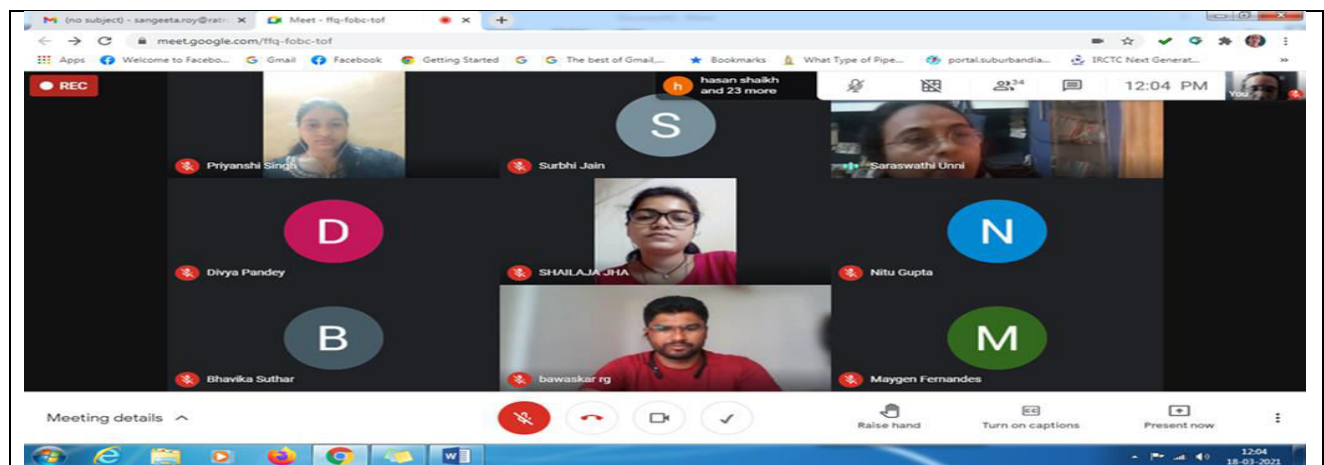 (no subject) - sangeeta.roy@ratn
Meet - ffq-fobc-tof
meet.google.com/ffq-fobc-tof
Apps Welcome to Facebo... Gmail Facebook Getting Started The best of Gmail,... Bookmarks What Type of Pipe... portal.suburbandia... IRCTC Next Generat...
REC
h hasan shaikh
and 23 more
34
12:04 PM
You
Priyanshi Singh
S
Surbhi Jain
Saraswathi Unni
D
Divya Pandey
SHAILAJA JHA
N
Nitu Gupta
B
Bhavika Suthar
bawaskar rg
M
Maygen Fernandes
Meeting details
Raise hand
Turn on captions
Present now
12:04
18-03-2021